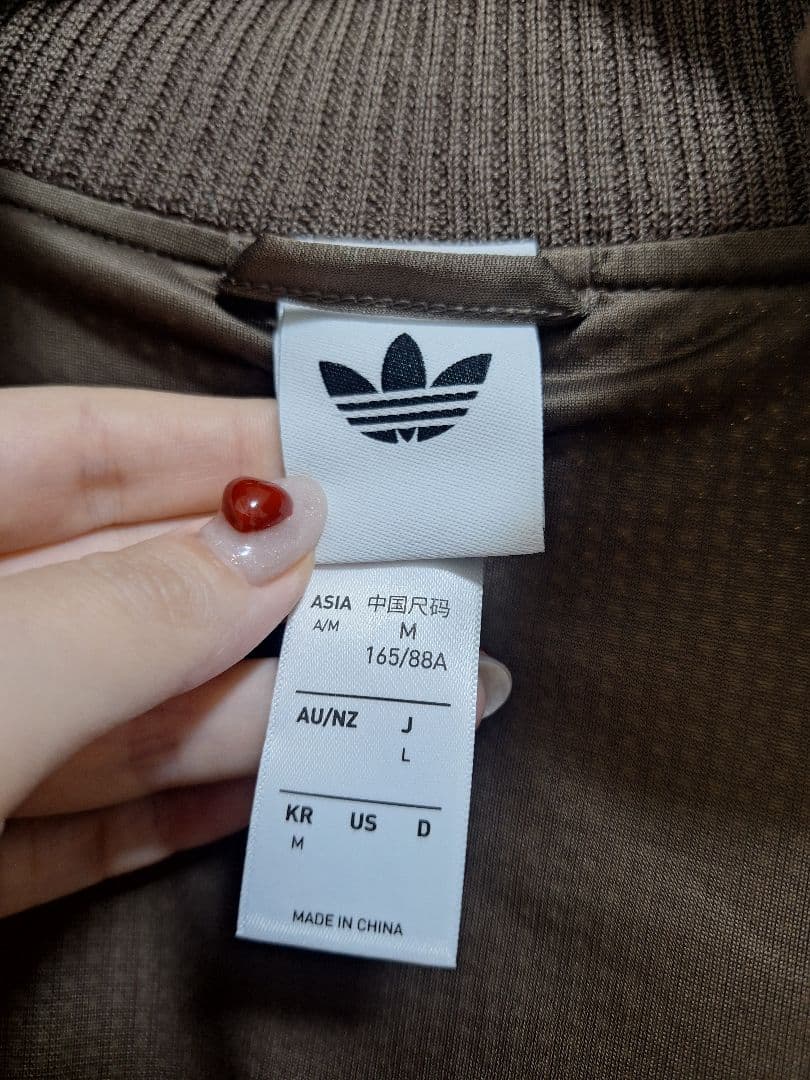 ASIA 中国尺码
A/M M
165/88A
AU/NZ J
L
KR US D
M
MADE IN CHINA